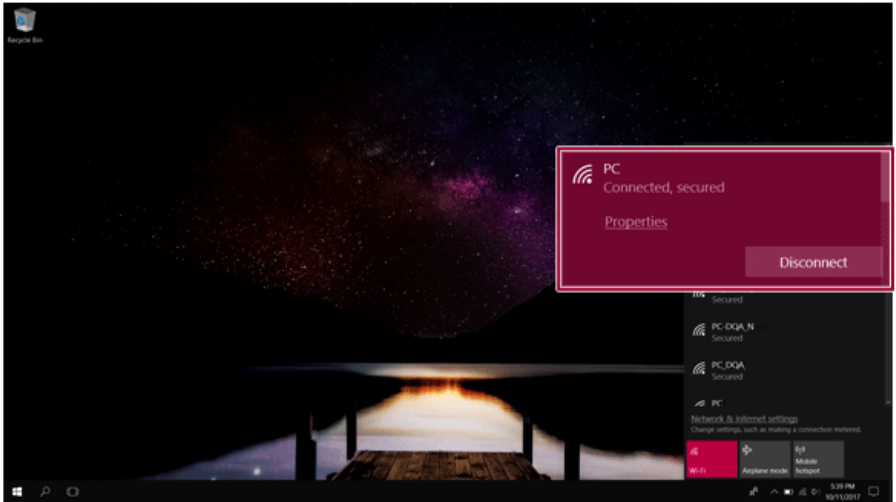 Recycle Bin
PC
Connected, secured
Properties
Disconnect
Secured
PC-DQA_N
Secured
PC_DQA
Secured
PC
Network & Internet settings
Change settings, such as making a connection metered.
Wi-Fi
Airplane mode
Mobile
hotspot
5:39 PM
10/11/2017